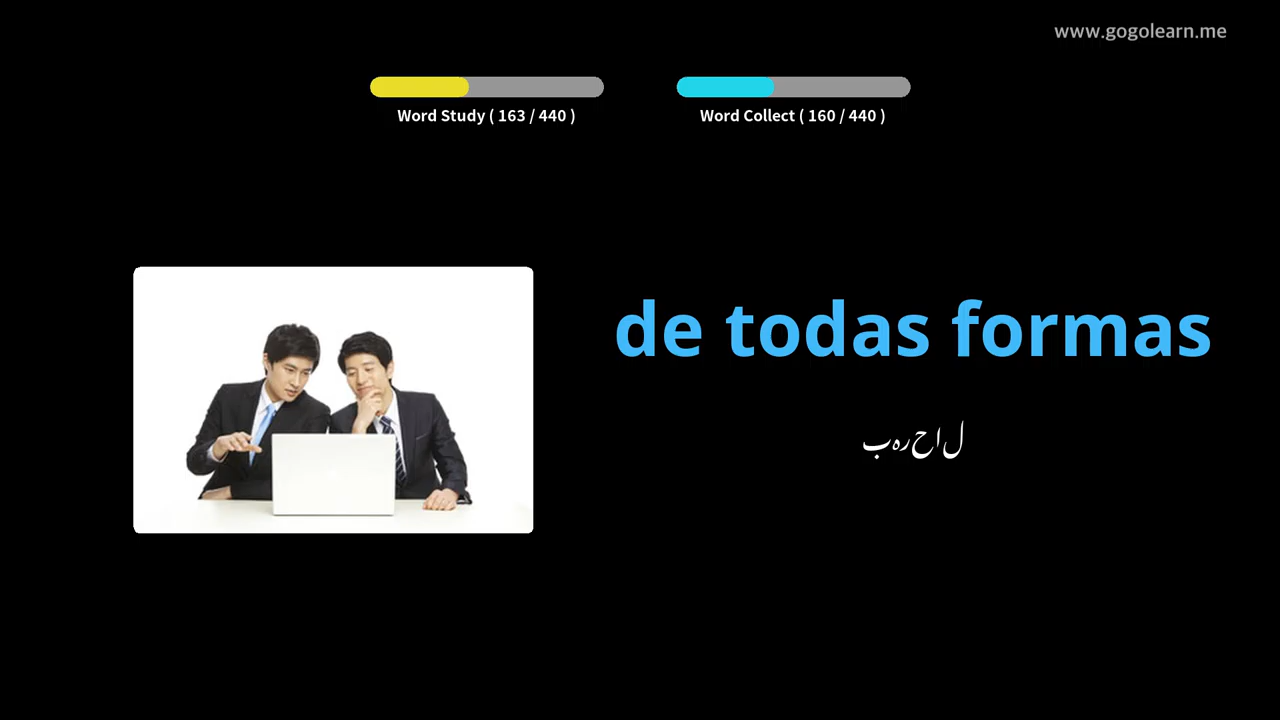 www.gogolearn.me
Word Study ( 163 / 440 )
Word Collect ( 160 / 440 )
de todas formas
بہرحال